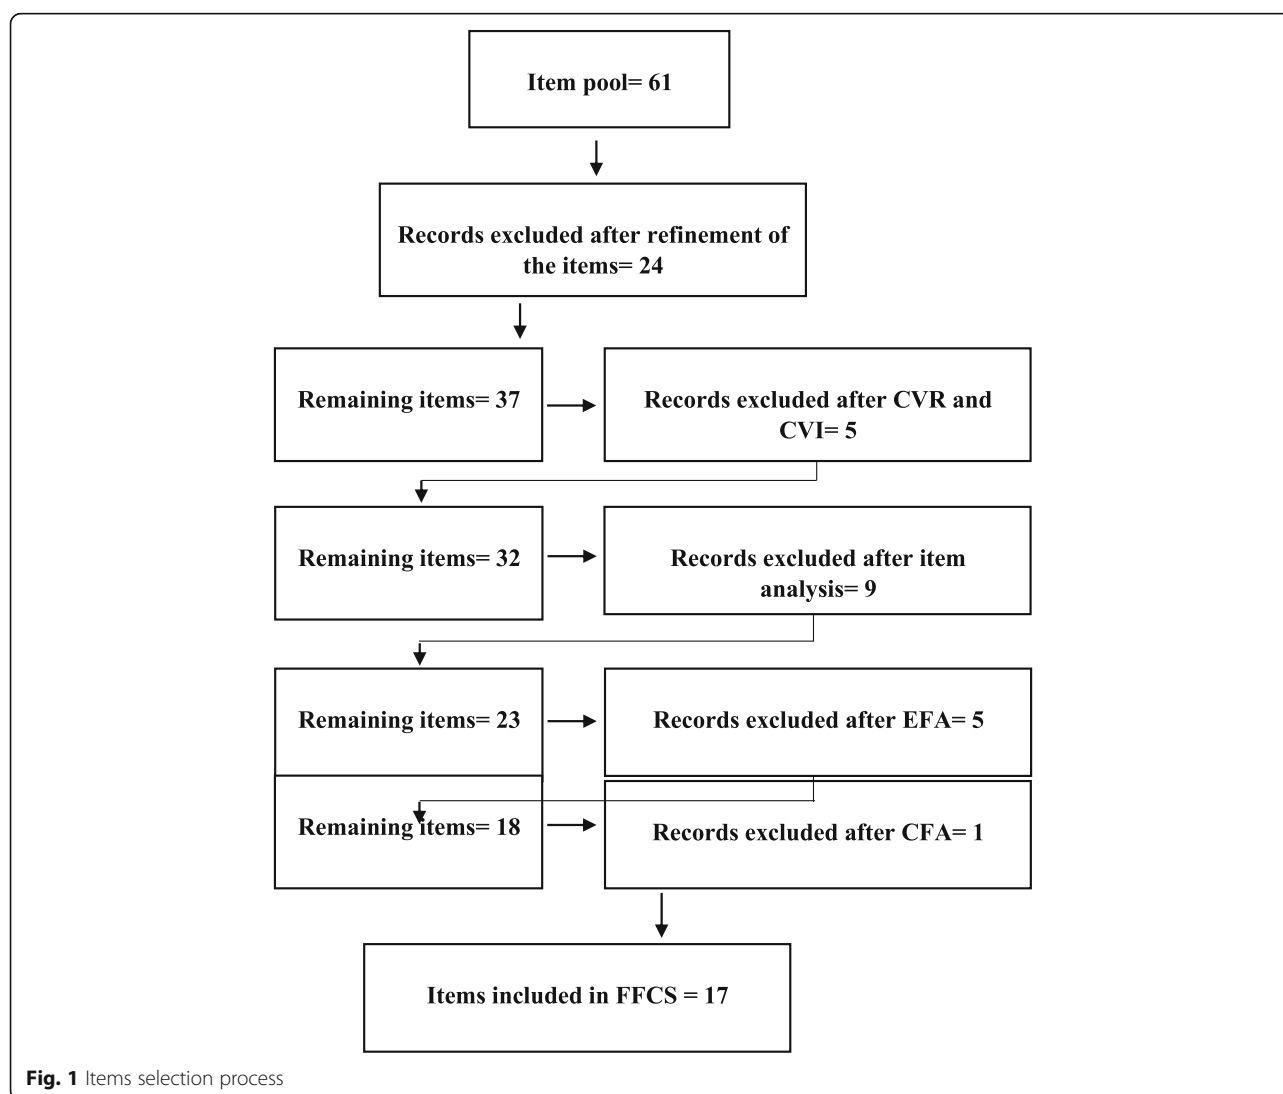 Item pool= 61
Records excluded after refinement of
the items= 24
Remaining items= 37
Records excluded after CVR and
CVI= 5
Remaining items= 32
Records excluded after item
analysis= 9
Remaining items= 23
Records excluded after EFA= 5
Remaining items= 18
Records excluded after CFA= 1
Items included in FFCS = 17
Fig. 1 Items selection process